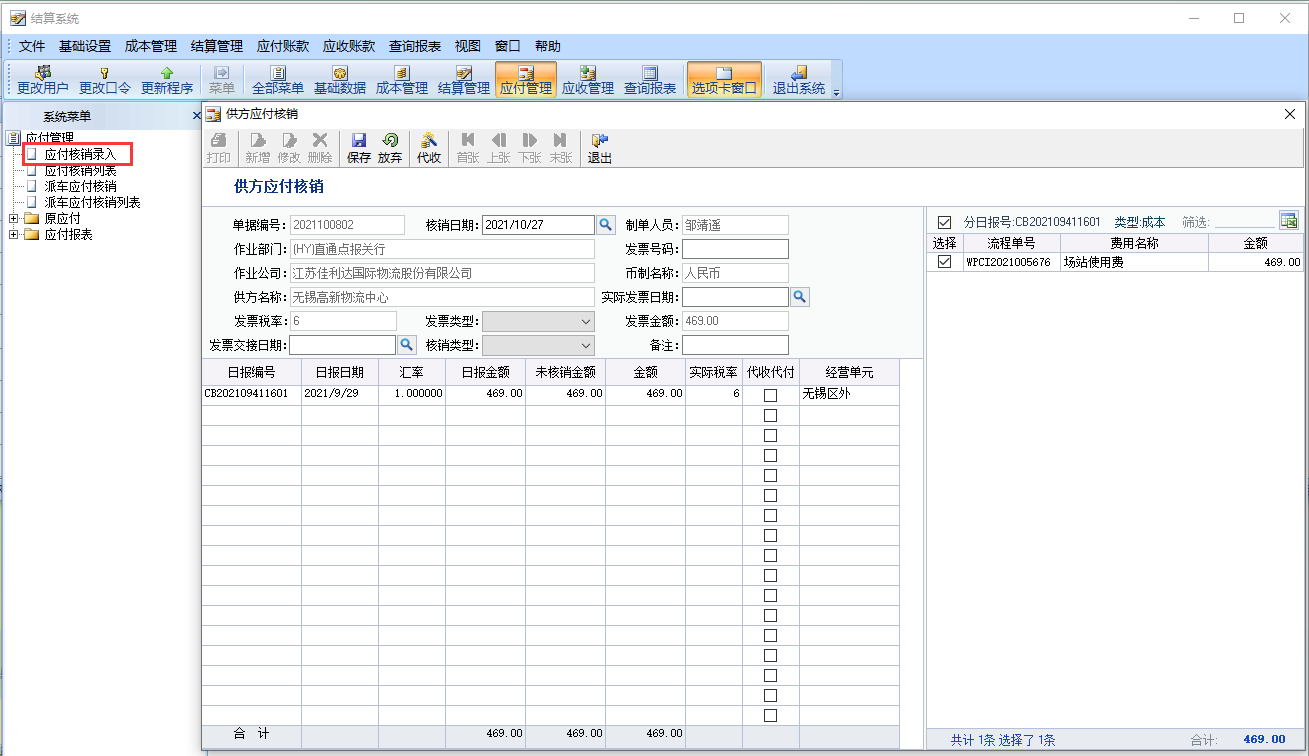 结算系统
文件 基础设置 成本管理 结算管理 应付账款 应收账款 查询报表 视图 窗口 帮助
更改用户 更改口令 更新程序 菜单 全部菜单 基础数据 成本管理 结算管理 应付管理 应收管理 查询报表 选项卡窗口 退出系统
系统菜单
应付管理
应付核销录入
应付核销列表
派车应付核销
派车应付核销列表
原应付
应付报表
供方应付核销
打印 新增 修改 删除 保存 放弃 代收 首张 上张 下张 末张 退出
供方应付核销
单据编号: 2021100802 核销日期: 2021/10/27 制单人员: 邹靖遥
作业部门: (HY)直通点报关行 发票号码:
作业公司: 江苏佳利达国际物流股份有限公司 币制名称: 人民币
供方名称: 无锡高新物流中心 实际发票日期:
发票税率: 6 发票类型: 发票金额: 469.00
发票交接日期: 核销类型: 备注:
日报编号 日报日期 汇率 日报金额 未核销金额 金额 实际税率 代收代付 经营单元
CB202109411601 2021/9/29 1.000000 469.00 469.00 469.00 6 无锡区外
合 计 469.00 469.00 469.00
分日报号:CB202109411601 类型:成本 筛选:
选择 流程单号 费用名称 金额
WPCI2021005676 场站使用费 469.00
共计 1条 选择了 1条 合计: 469.00